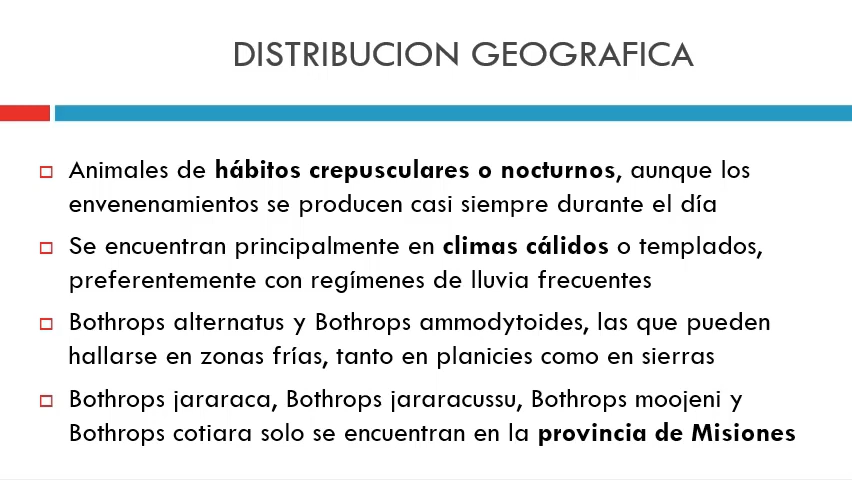 DISTRIBUCION GEOGRAFICA
Animales de hábitos crepusculares o nocturnos, aunque los
envenenamientos se producen casi siempre durante el día
Se encuentran principalmente en climas cálidos o templados,
preferentemente con regímenes de lluvia frecuentes
Bothrops alternatus y Bothrops ammodytoides, las que pueden
hallarse en zonas frías, tanto en planicies como en sierras
Bothrops jararaca, Bothrops jararacussu, Bothrops moojeni y
Bothrops cotiara solo se encuentran en la provincia de Misiones